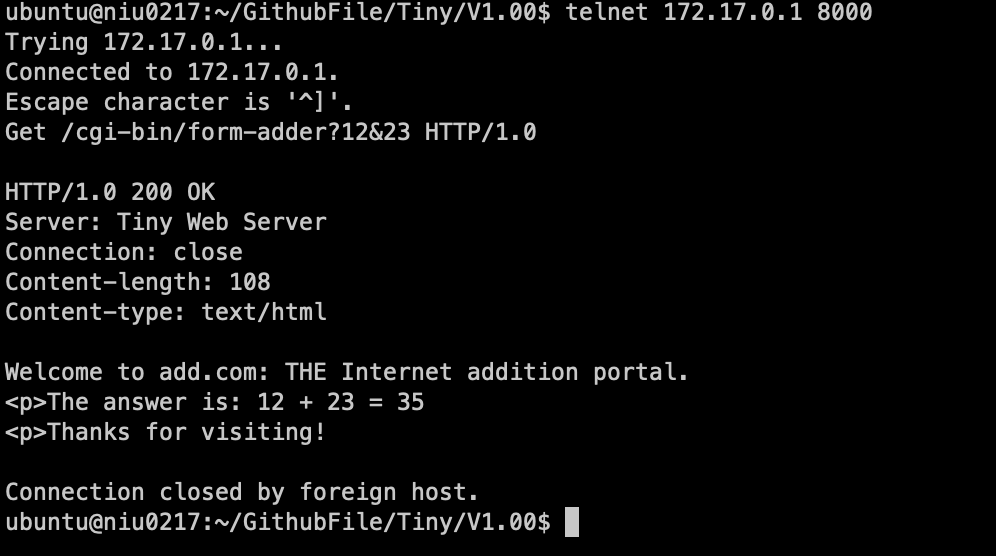 ubuntu@niu0217:~/GithubFile/Tiny/V1.00$ telnet 172.17.0.1 8000
Trying 172.17.0.1...
Connected to 172.17.0.1.
Escape character is '^]'.
Get /cgi-bin/form-adder?12&23 HTTP/1.0
HTTP/1.0 200 OK
Server: Tiny Web Server
Connection: close
Content-length: 108
Content-type: text/html
Welcome to add.com: THE Internet addition portal.
<p>The answer is: 12 + 23 = 35
<p>Thanks for visiting!
Connection closed by foreign host.
ubuntu@niu0217:~/GithubFile/Tiny/V1.00$